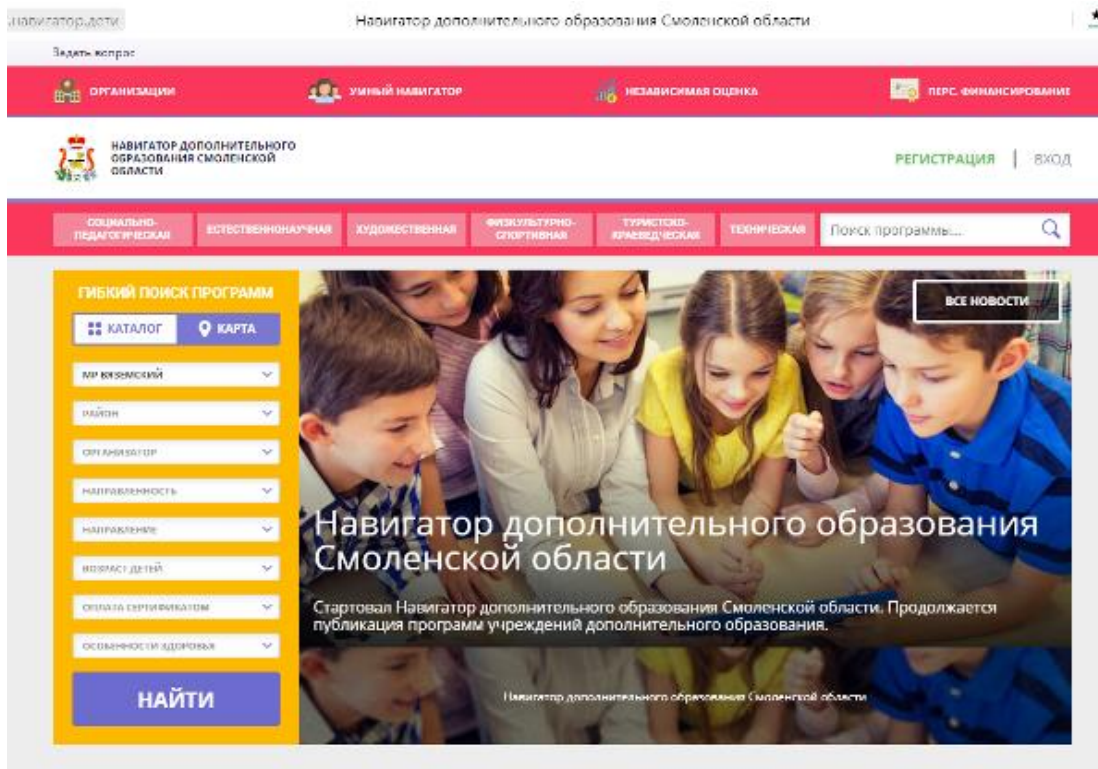 навигатор.дети
Навигатор дополнительного образования Смоленской области
Задать вопрос
ОРГАНИЗАЦИИ
УМНЫЙ НАВИГАТОР
НЕЗАВИСИМАЯ ОЦЕНКА
ПЕРС. ФИНАНСИРОВАНИЕ
НАВИГАТОР ДОПОЛНИТЕЛЬНОГО
ОБРАЗОВАНИЯ СМОЛЕНСКОЙ
ОБЛАСТИ
РЕГИСТРАЦИЯ | ВХОД
СОЦИАЛЬНО-
ПЕДАГОГИЧЕСКАЯ
ЕСТЕСТВЕННОНАУЧНАЯ
ХУДОЖЕСТВЕННАЯ
ФИЗКУЛЬТУРНО-
СПОРТИВНАЯ
ТУРИСТСКО-
КРАЕВЕДЧЕСКАЯ
ТЕХНИЧЕСКАЯ
Поиск программы...
ГИБКИЙ ПОИСК ПРОГРАММ
КАТАЛОГ
КАРТА
МР ВЯЗЕМСКИЙ
РАЙОН
ОРГАНИЗАТОР
НАПРАВЛЕННОСТЬ
НАПРАВЛЕНИЕ
ВОЗРАСТ ДЕТЕЙ
ОПЛАТА СЕРТИФИКАТОМ
ОСОБЕННОСТИ ЗДОРОВЬЯ
НАЙТИ
ВСЕ НОВОСТИ
Навигатор дополнительного образования
Смоленской области
Стартовал Навигатор дополнительного образования Смоленской области. Продолжается
публикация программ учреждений дополнительного образования.
Навигатор дополнительного образования Смоленской области